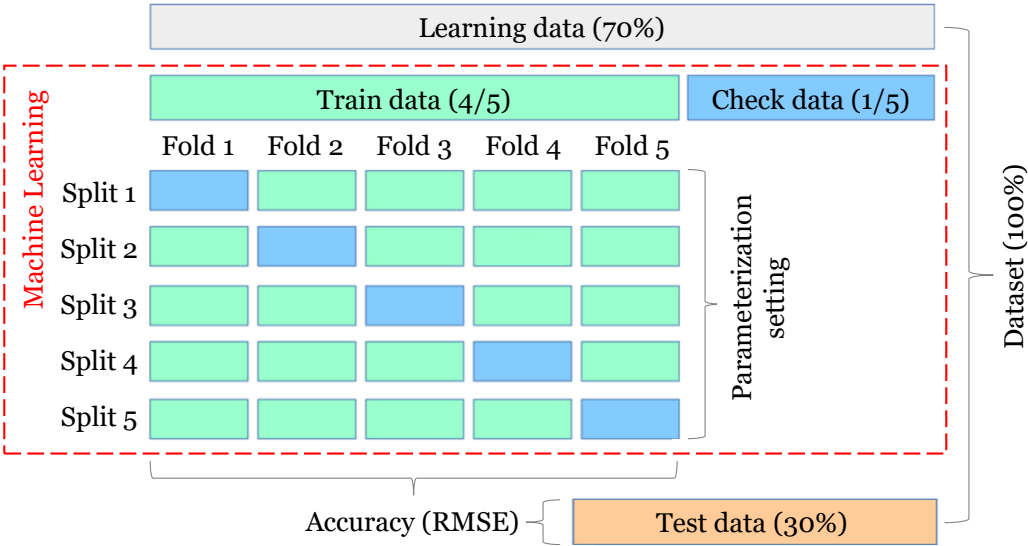 Learning data (70%)
Machine Learning
Train data (4/5)
Check data (1/5)
Fold 1
Fold 2
Fold 3
Fold 4
Fold 5
Split 1
Split 2
Split 3
Split 4
Split 5
Parameterization
setting
Dataset (100%)
Accuracy (RMSE)
Test data (30%)